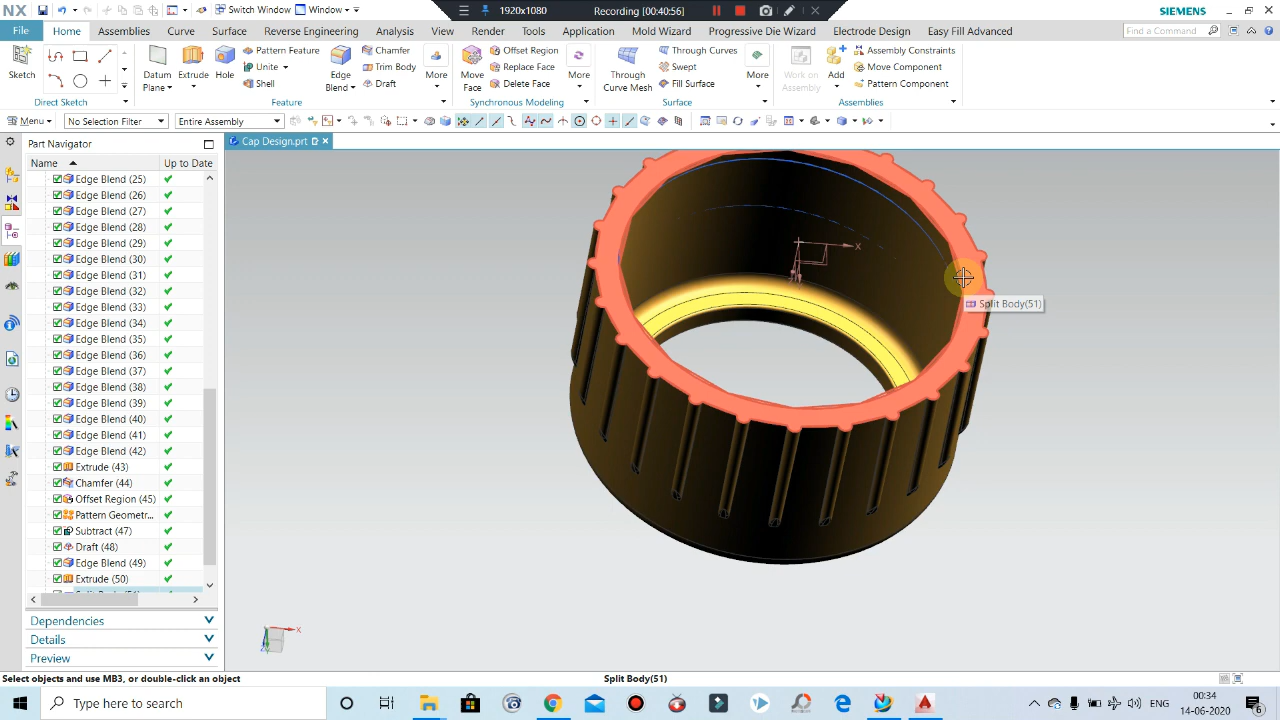 NX
Switch Window
Window
1920x1080
Recording [00:40:56]
SIEMENS
File
Home
Curve
Surface
Reverse Engineering
Analysis
Tools
Application
Mold Wizard
Progressive Die Wizard
Electrode Design
Easy Fill Advanced
Find a Command
Sketch
Direct Sketch
Datum Plane
Extrude
Hole
Pattern Feature
Unite
Shell
Edge Blend
Chamfer
Trim Body
Draft
More
Feature
Move Face
Offset Region
Replace Face
Delete Face
More
Synchronous Modeling
Through Curve Mesh
Through Curves
Swept
Fill Surface
More
Surface
Work on Assembly
Add
Assembly Constraints
Move Component
Pattern Component
Assemblies
Menu
No Selection Filter
Entire Assembly
Part Navigator
Cap Design.prt
Name
Up to Date
Edge Blend (25)
Edge Blend (26)
Edge Blend (27)
Edge Blend (28)
Edge Blend (29)
Edge Blend (30)
Edge Blend (31)
Edge Blend (32)
Edge Blend (33)
Edge Blend (34)
Edge Blend (35)
Edge Blend (36)
Edge Blend (37)
Edge Blend (38)
Edge Blend (39)
Edge Blend (40)
Edge Blend (41)
Edge Blend (42)
Extrude (43)
Chamfer (44)
Offset Region (45)
Pattern Geometr...
Subtract (47)
Draft (48)
Edge Blend (49)
Extrude (50)
X
Split Body(51)
Dependencies
Details
Preview
X
Select objects and use MB3, or double-click an object
Split Body(51)
Type here to search
ENG
00:34
14-06-2020
6